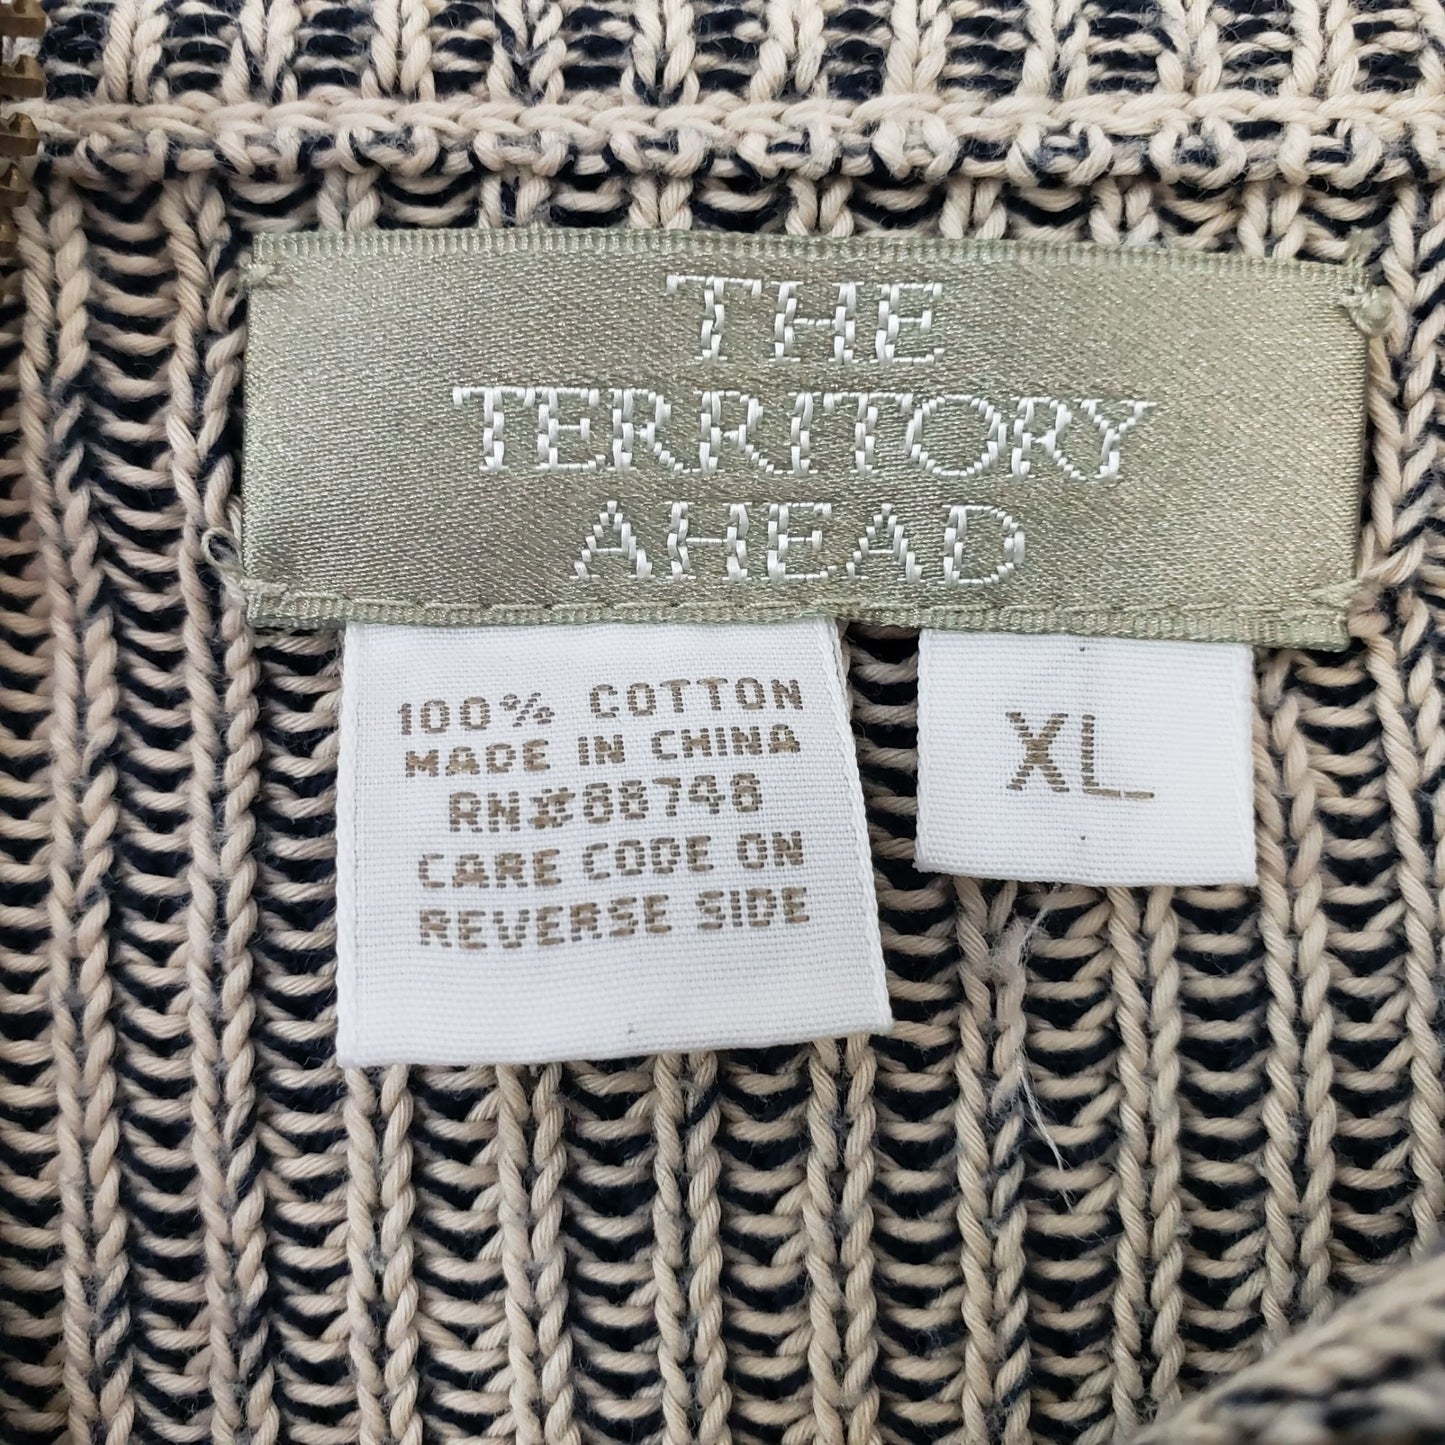 THE
TERRITORY
AHEAD
100% COTTON
MADE IN CHINA
RN#88748
CARE CODE ON
REVERSE SIDE
XL